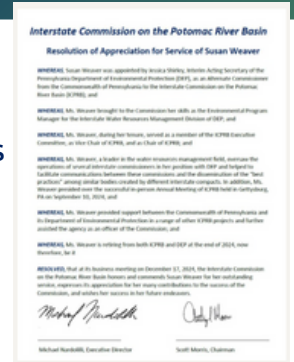 s
Interstate Commission on the Potomac River Basin
Resolution of Appreciation for Service of Susan Weaver
WHEREAS, Susan Weaver was appointed by Jessica Shirley, Interim Acting Secretary of the
Pennsylvania Department of Environmental Protection (DEP), as an Alternate Commissioner
from the Commonwealth of Pennsylvania to the Interstate Commission on the Potomac
River Basin (ICPRB); and
WHEREAS, Ms. Weaver brought to the Commission her skills as the Environmental Program
Manager for the Interstate Water Resources Management Division of DEP; and
WHEREAS, Ms. Weaver, during her tenure, served as a member of the ICPRB Executive
Committee, as Vice Chair of ICPRB, and as Chair of ICPRB; and
WHEREAS, Ms. Weaver, a leader in the water resources management field, oversaw the
operations of several interstate commissioners in her position with DEP and helped to
facilitate communications between these commissions and the dissemination of the "best
practices" among similar bodies created by different interstate compacts. In addition, Ms.
Weaver presided over the successful in-person Annual Meeting of ICPRB held in Gettysburg,
PA on September 10, 2024; and
WHEREAS, Ms. Weaver provided support between the Commonwealth of Pennsylvania and
its Department of Environmental Protection in a range of other ICPRB projects and further
assisted the agency as an officer of the Commission; and
WHEREAS, Ms. Weaver is retiring from both ICPRB and DEP at the end of 2024, now
therefore, be it
RESOLVED, that at its business meeting on December 17, 2024, the Interstate Commission
on the Potomac River Basin honors and commends Susan Weaver for her outstanding
service, expresses its appreciation for her many contributions to the success of the
Commission, and wishes her success in her future endeavors.
Michael Nardolilli, Executive Director
Scott Morris, Chairman